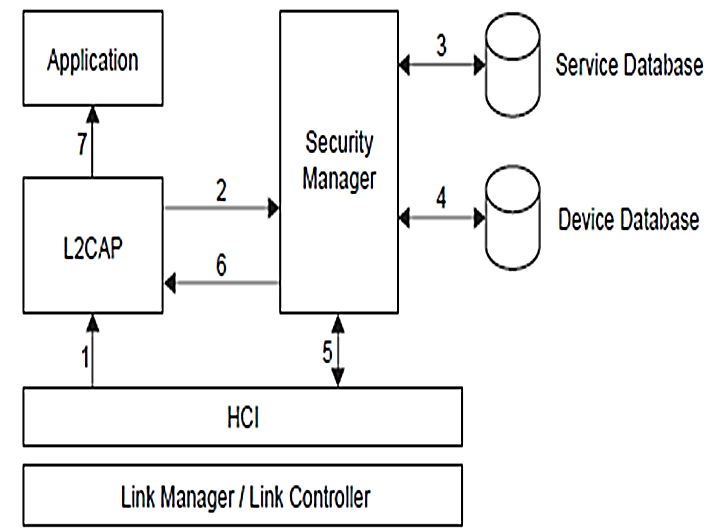 Application
7
L2CAP
1
2
6
Security
Manager
3
Service Database
4
Device Database
5
HCI
Link Manager / Link Controller